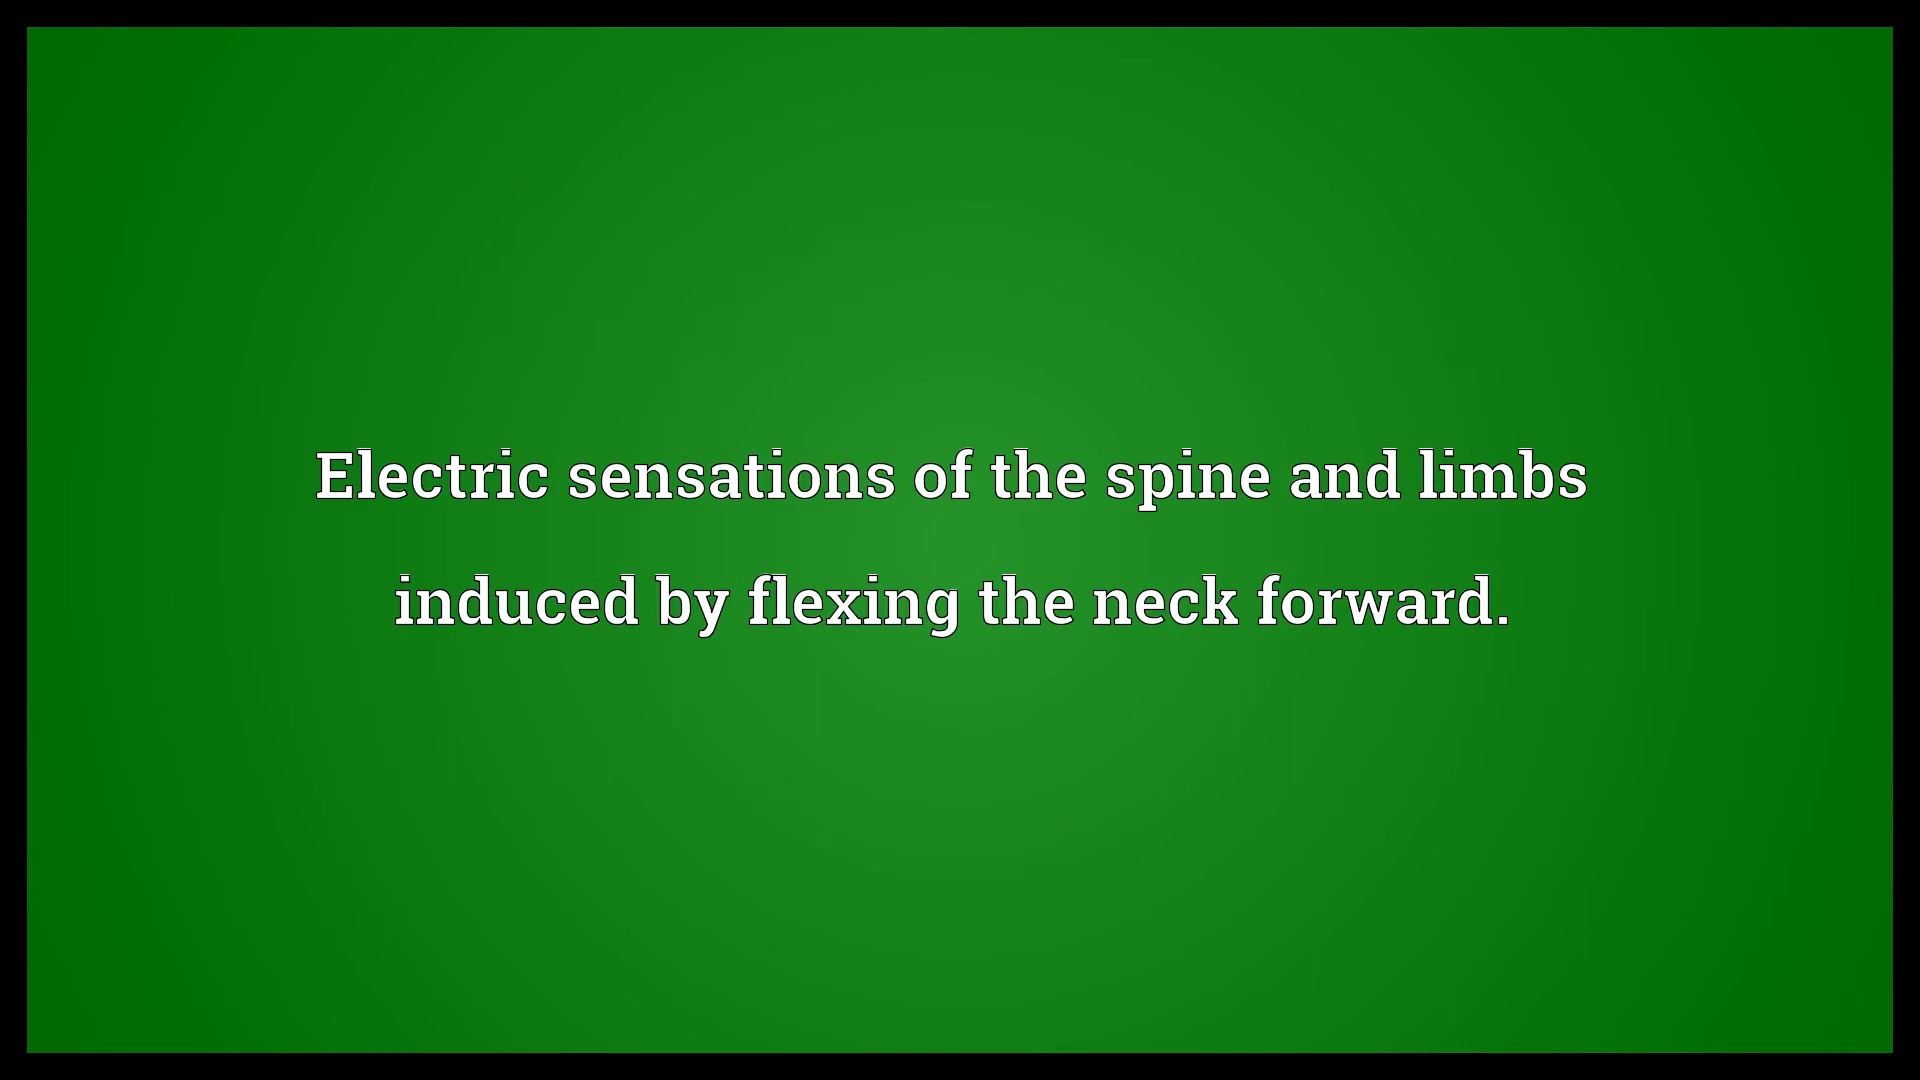 Electric sensations of the spine and limbs
induced by flexing the neck forward.